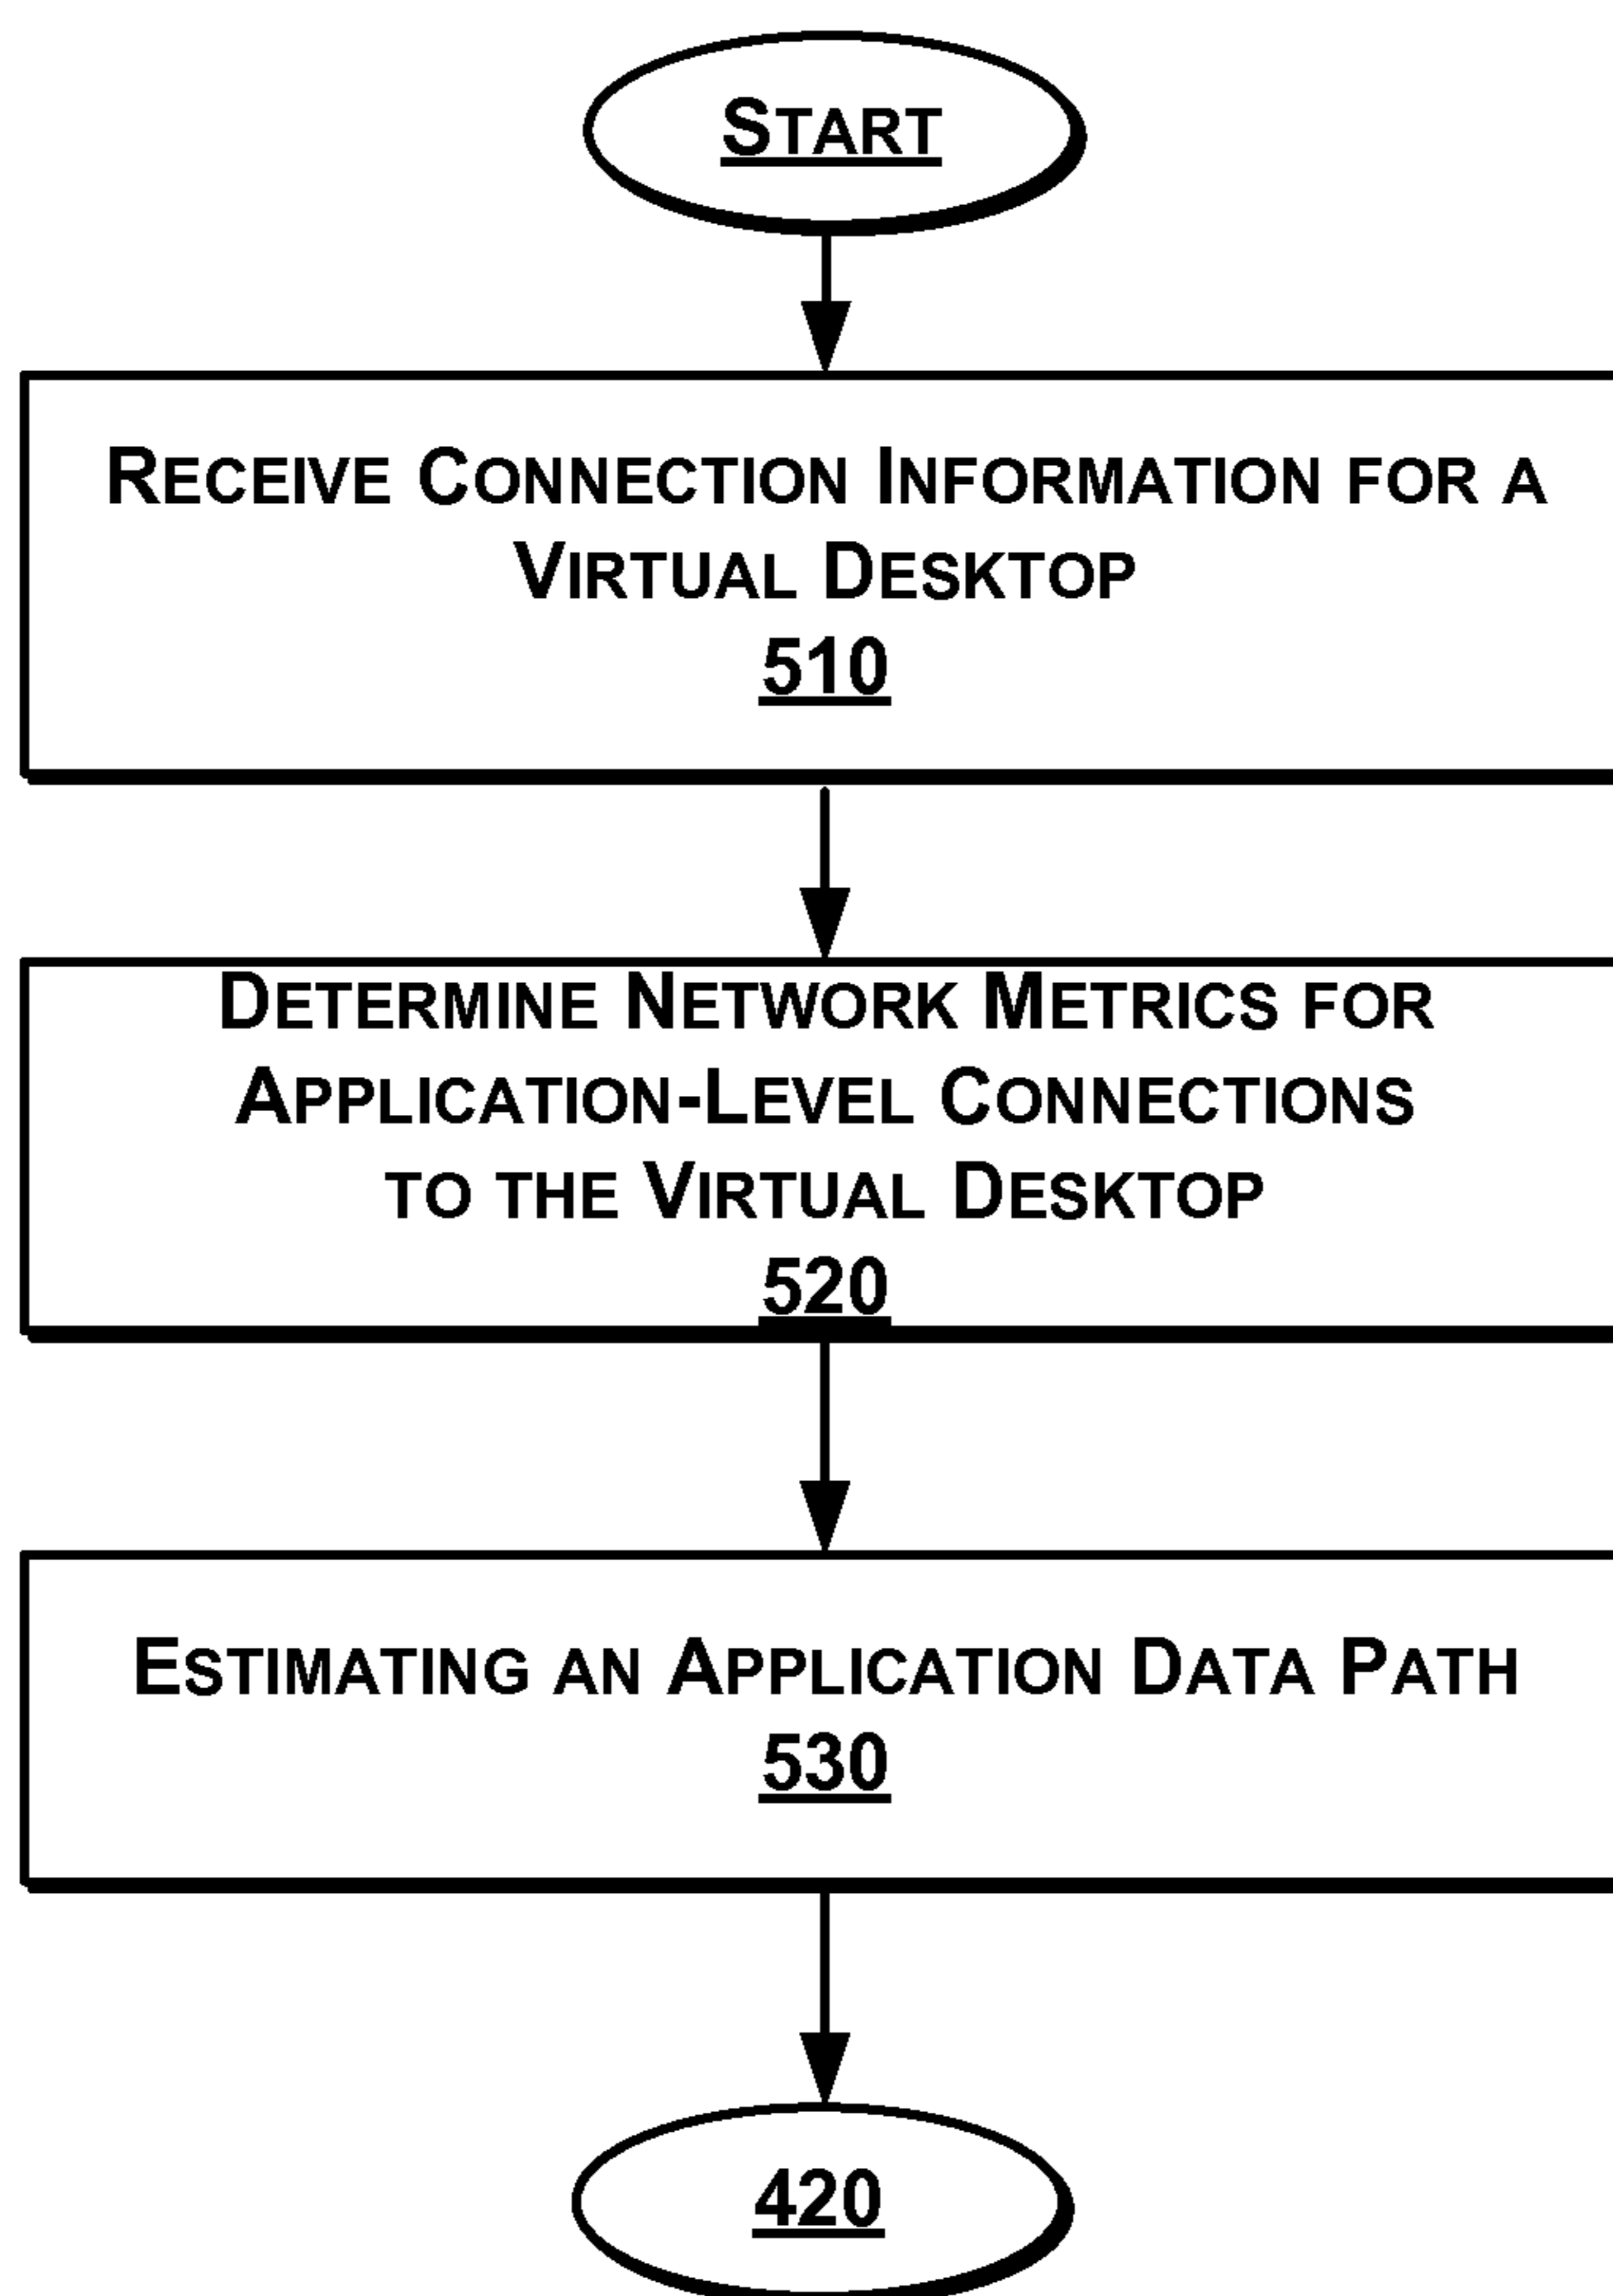 START
RECEIVE CONNECTION INFORMATION FOR A
VIRTUAL DESKTOP
510
DETERMINE NETWORK METRICS FOR
APPLICATION-LEVEL CONNECTIONS
TO THE VIRTUAL DESKTOP
520
ESTIMATING AN APPLICATION DATA PATH
530
420